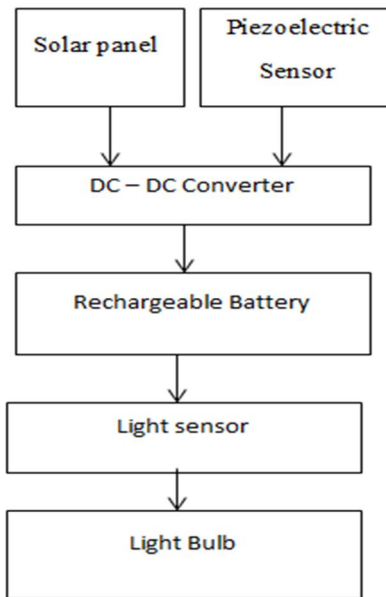 Solar panel
Piezoelectric
Sensor
DC – DC Converter
Rechargeable Battery
Light sensor
Light Bulb